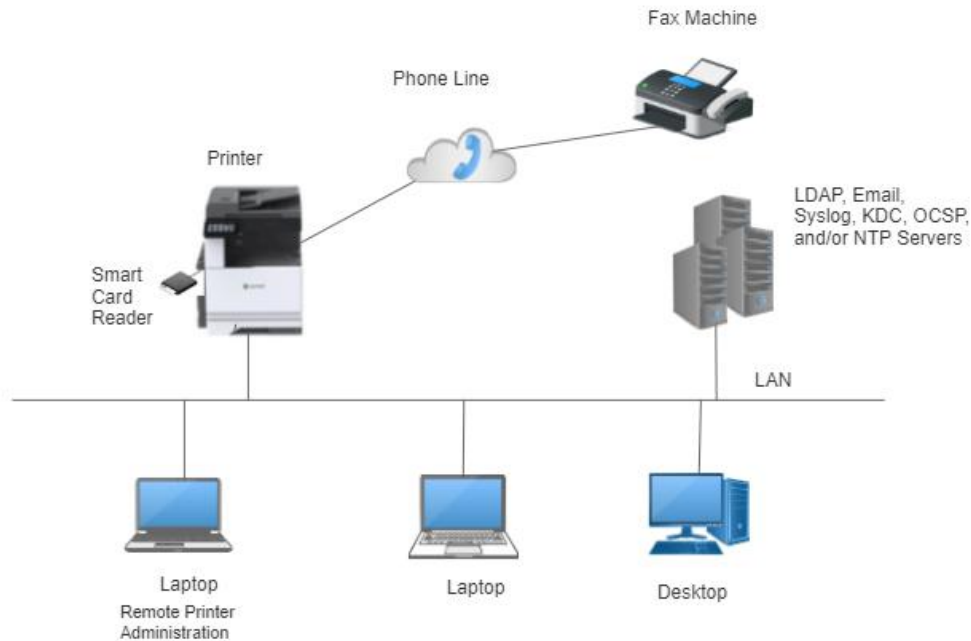 Fax Machine
Phone Line
Printer
LDAP, Email,
Syslog, KDC, OCSP,
and/or NTP Servers
Smart
Card
Reader
LAN
Laptop
Remote Printer
Administration
Laptop
Desktop